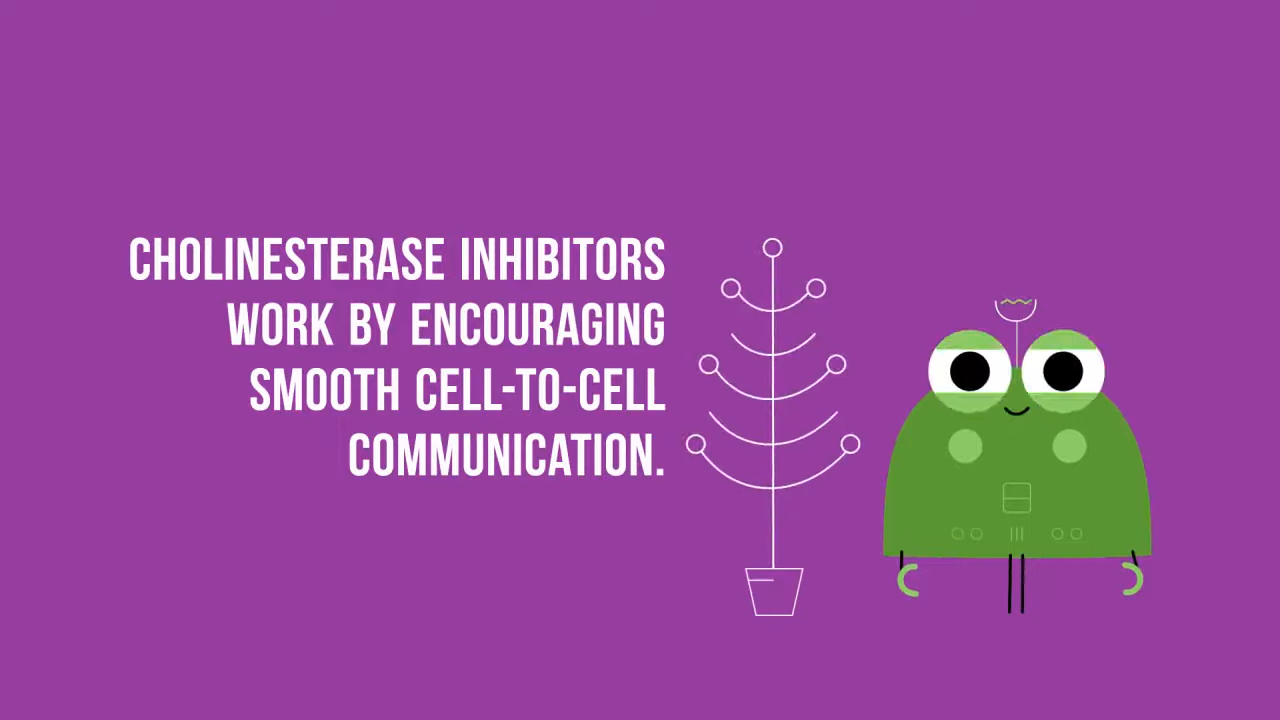 CHOLINESTERASE INHIBITORS
WORK BY ENCOURAGING
SMOOTH CELL-TO-CELL
COMMUNICATION.